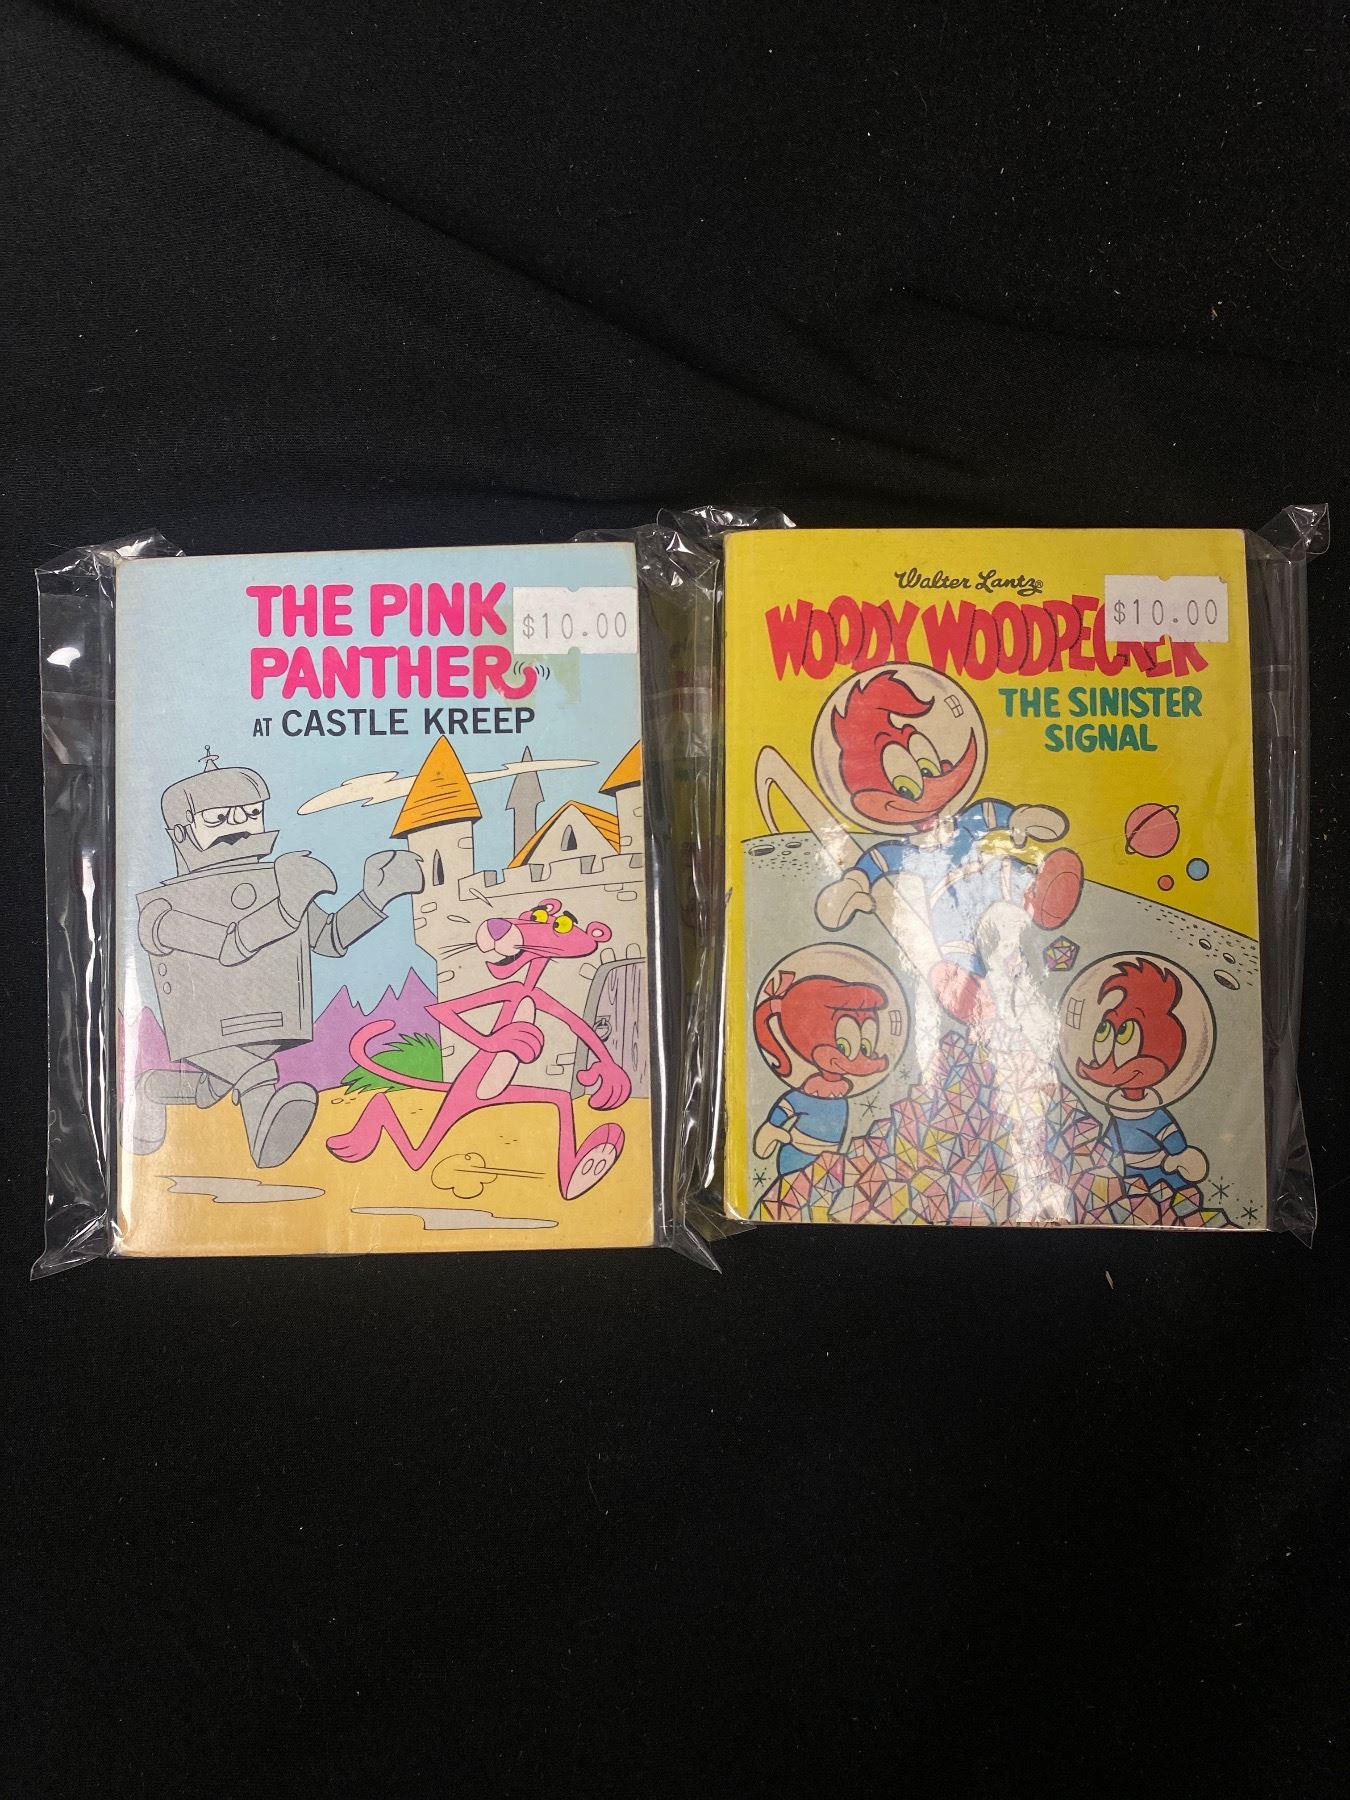 THE PINK
PANTHER
AT CASTLE KREEP
$10.00
Walter Lantz®
WOODY WOODPECKER
THE SINISTER
SIGNAL
$10.00